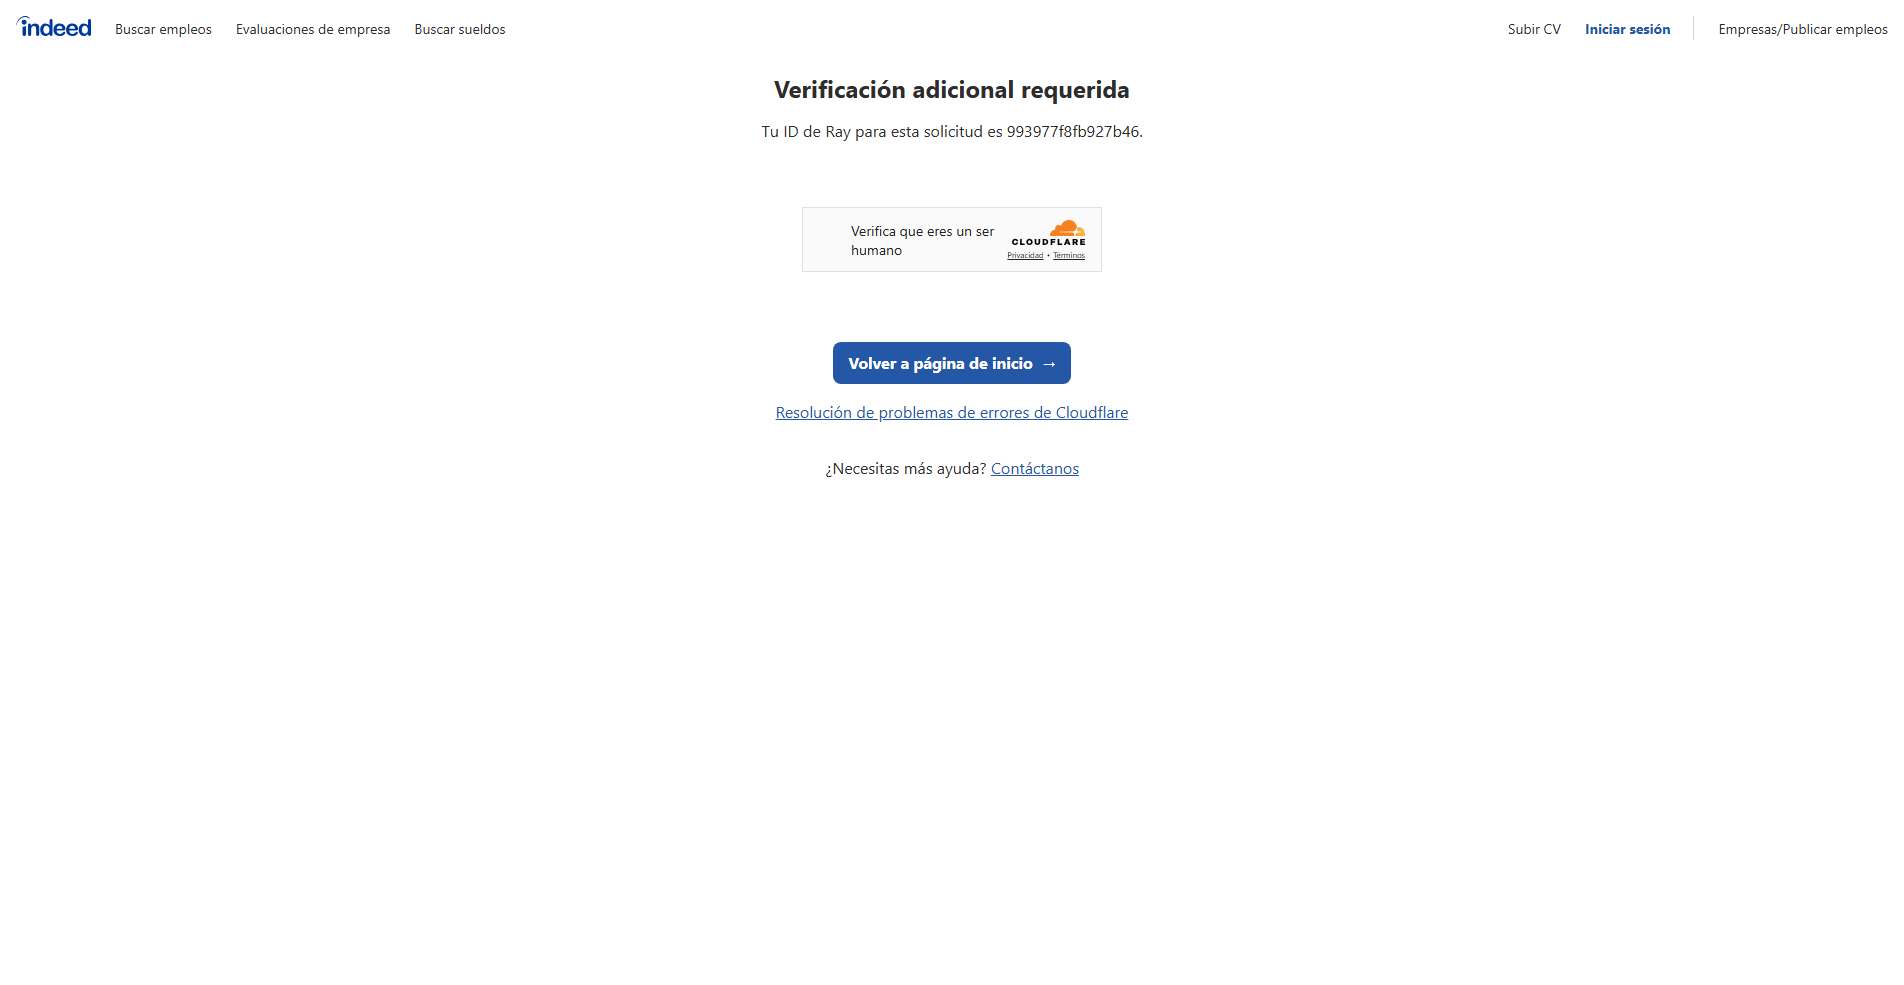 indeed
Buscar empleos
Evaluaciones de empresa
Buscar sueldos
Subir CV
Iniciar sesión
Empresas/Publicar empleos
Verificación adicional requerida
Tu ID de Ray para esta solicitud es 993977f8fb927b46.
Verifica que eres un ser
humano
CLOUDFLARE
Privacidad • Términos
Volver a página de inicio →
Resolución de problemas de errores de Cloudflare
¿Necesitas más ayuda? Contáctanos